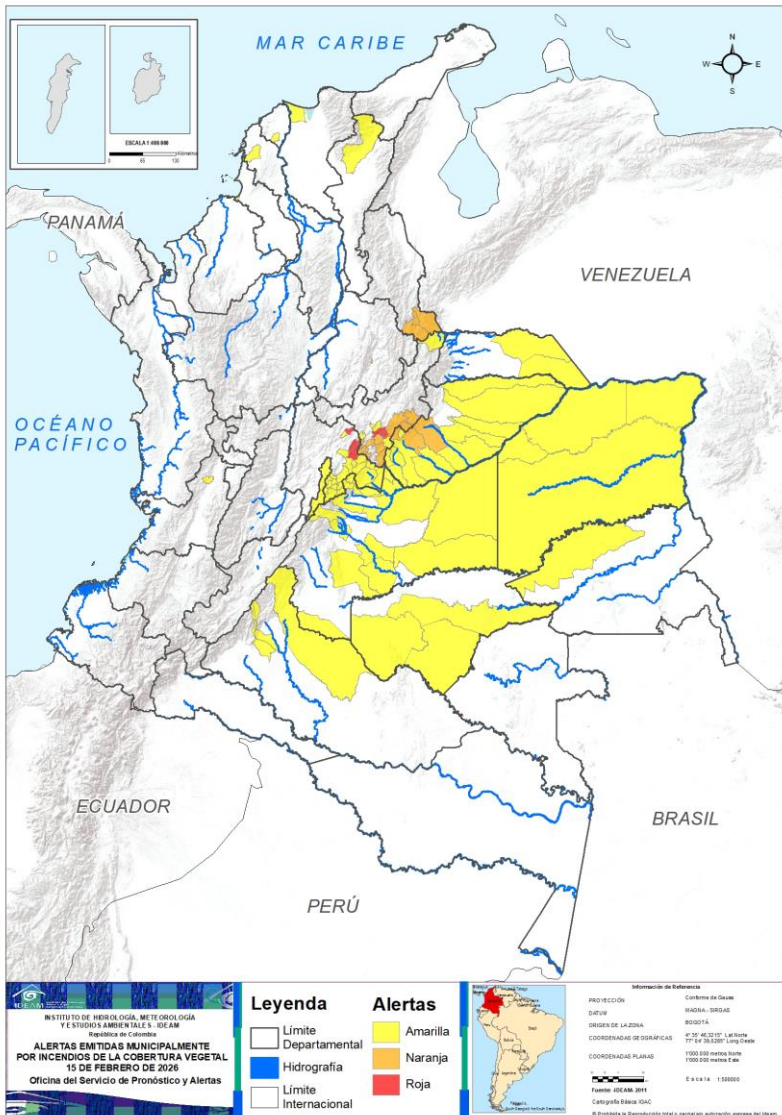 MAR CARIBE
N
W
E
S
ESCALA 1:400.000
PANAMÁ
VENEZUELA
OCÉANO
PACÍFICO
ECUADOR
BRASIL
PERÚ
IDEAM
INSTITUTO DE HIDROLOGÍA, METEOROLOGÍA
Y ESTUDIOS AMBIENTALES - IDEAM
República de Colombia
ALERTAS EMITIDAS MUNICIPALMENTE
POR INCENDIOS DE LA COBERTURA VEGETAL
15 DE FEBRERO DE 2026
Oficina del Servicio de Pronóstico y Alertas
Leyenda
Límite
Departamental
Hidrografía
Límite
Internacional
Alertas
Amarilla
Naranja
Roja
Información de Referencia
PROYECCIÓN Conforme de Gauss
DATUM MAGNA - SIRGAS
ORIGEN DE LA ZONA BOGOTÁ
COORDENADAS GEOGRÁFICAS
COORDENADAS PLANAS 1'000.000 metros Norte
1'000.000 metros Este
Fuente: IDEAM 2011
Cartografía Básica IGAC